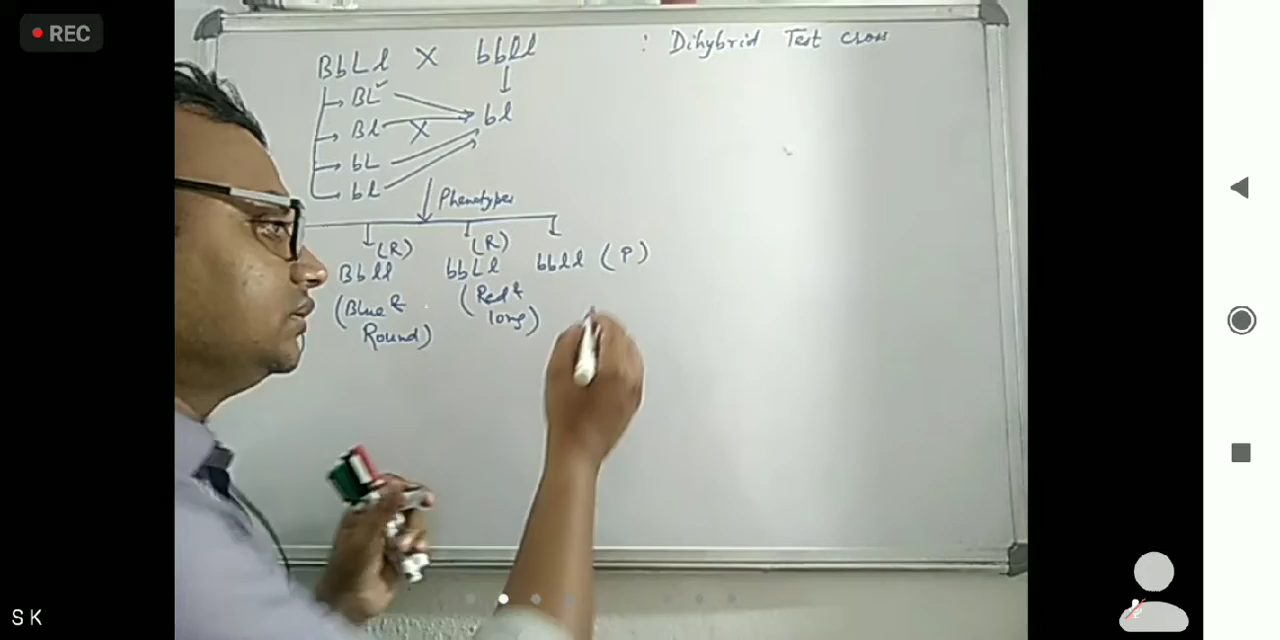 REC
BbLl X bbll : Dihybrid Test cross
BL
Bl X bl
bL
bl
Phenotypes
(R) (R)
Bbll bbLl bbll (P)
(Blue & (Red &
Round) long)
S K